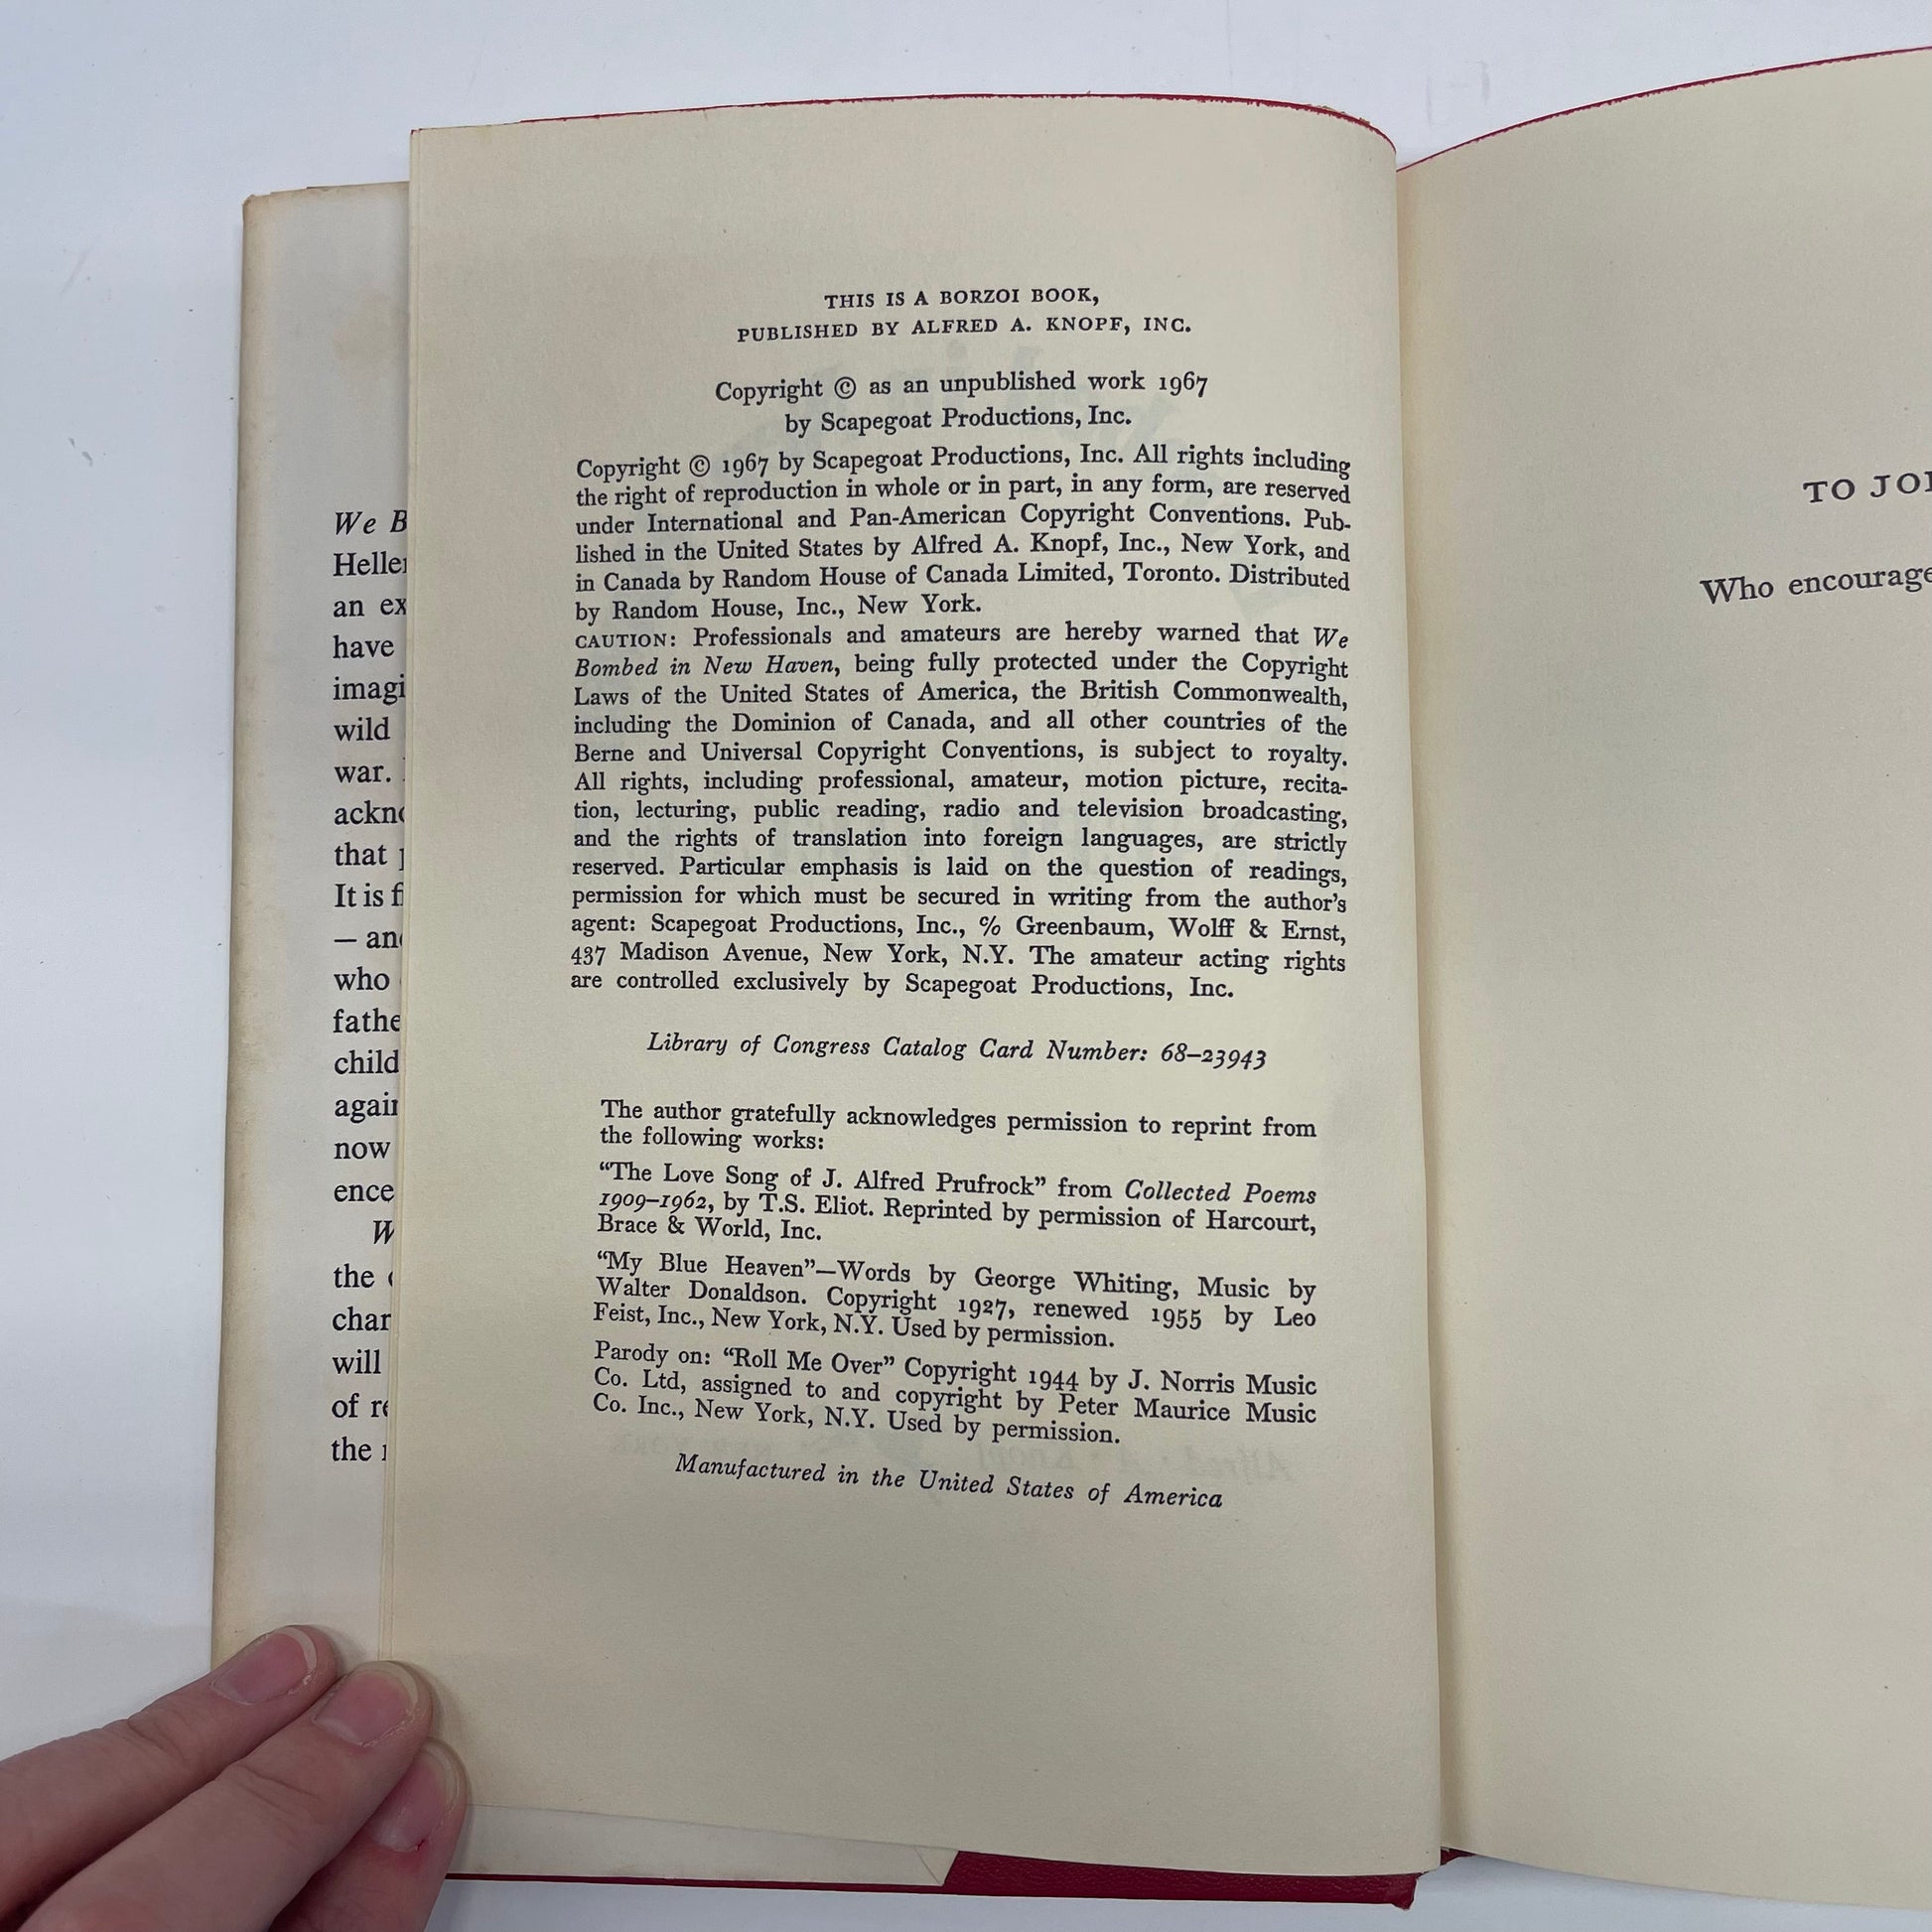 We B
an ex
have
wild
war.
that
It is
who
child
now
ence
the
will
of
the
THIS IS A BORZOI BOOK,
PUBLISHED BY ALFRED A. KNOPF, INC.
Copyright © as an unpublished work 1967
by Scapegoat Productions, Inc.
Copyright © 1967 by Scapegoat Productions, Inc. All rights including
the right of reproduction in whole or in part, in any form, are reserved
under International and Pan-American Copyright Conventions. Pub-
lished in the United States by Alfred A. Knopf, Inc., New York, and
in Canada by Random House of Canada Limited, Toronto. Distributed
by Random House, Inc., New York.
CAUTION: Professionals and amateurs are hereby warned that We
Bombed in New Haven, being fully protected under the Copyright
Laws of the United States of America, the British Commonwealth,
including the Dominion of Canada, and all other countries of the
Berne and Universal Copyright Conventions, is subject to royalty.
All rights, including professional, amateur, motion picture, recita-
tion, lecturing, public reading, radio and television broadcasting,
and the rights of translation into foreign languages, are strictly
reserved. Particular emphasis is laid on the question of readings,
permission for which must be secured in writing from the author's
agent: Scapegoat Productions, Inc., % Greenbaum, Wolff & Ernst,
437 Madison Avenue, New York, N.Y. The amateur acting rights
are controlled exclusively by Scapegoat Productions, Inc.
Library of Congress Catalog Card Number: 68–23943
The author gratefully acknowledges permission to reprint from
the following works:
“The Love Song of J. Alfred Prufrock” from Collected Poems
1909–1962, by T.S. Eliot. Reprinted by permission of Harcourt,
Brace & World, Inc.
“My Blue Heaven”—Words by George Whiting, Music by
Walter Donaldson. Copyright 1927, renewed 1955 by Leo
Feist, Inc., New York, N.Y. Used by permission.
Parody on: “Roll Me Over” Copyright 1944 by J. Norris Music
Co. Ltd, assigned to and copyright by Peter Maurice Music
Co. Inc., New York, N.Y. Used by permission.
Manufactured in the United States of America
TO JO
Who encourage